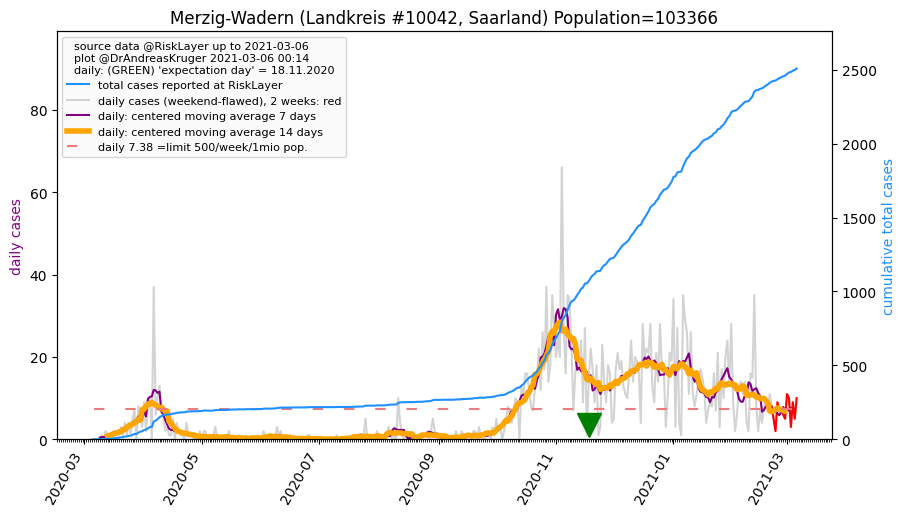 Merzig-Wadern (Landkreis #10042, Saarland) Population=103366
source data @RiskLayer up to 2021-03-06
plot @DrAndreasKruger 2021-03-06 00:14
daily: (GREEN) 'expectation day' = 18.11.2020
total cases reported at RiskLayer
daily cases (weekend-flawed), 2 weeks: red
daily: centered moving average 7 days
daily: centered moving average 14 days
daily 7.38 =limit 500/week/1mio pop.
daily cases
80
60
40
20
0
cumulative total cases
2500
2000
1500
1000
500
0
2020-03
2020-05
2020-07
2020-09
2020-11
2021-01
2021-03